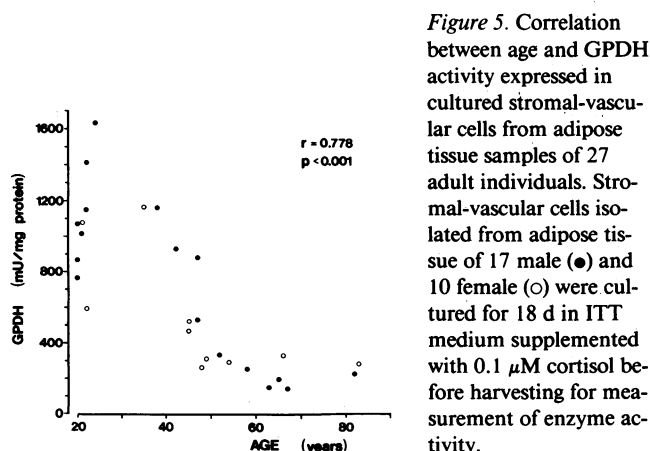 Figure 5. Correlation
between age and GPDH
activity expressed in
cultured stromal-vascu-
lar cells from adipose
tissue samples of 27
adult individuals. Stro-
mal-vascular cells iso-
lated from adipose tis-
sue of 17 male (●) and
10 female (○) were cul-
tured for 18 d in ITT
medium supplemented
with 0.1 μM cortisol be-
fore harvesting for mea-
surement of enzyme ac-
tivity.
GPDH (mU/mg protein)
1600
1200
800
400
0
r = 0.778
p <0.001
20
40
60
80
AGE (years)